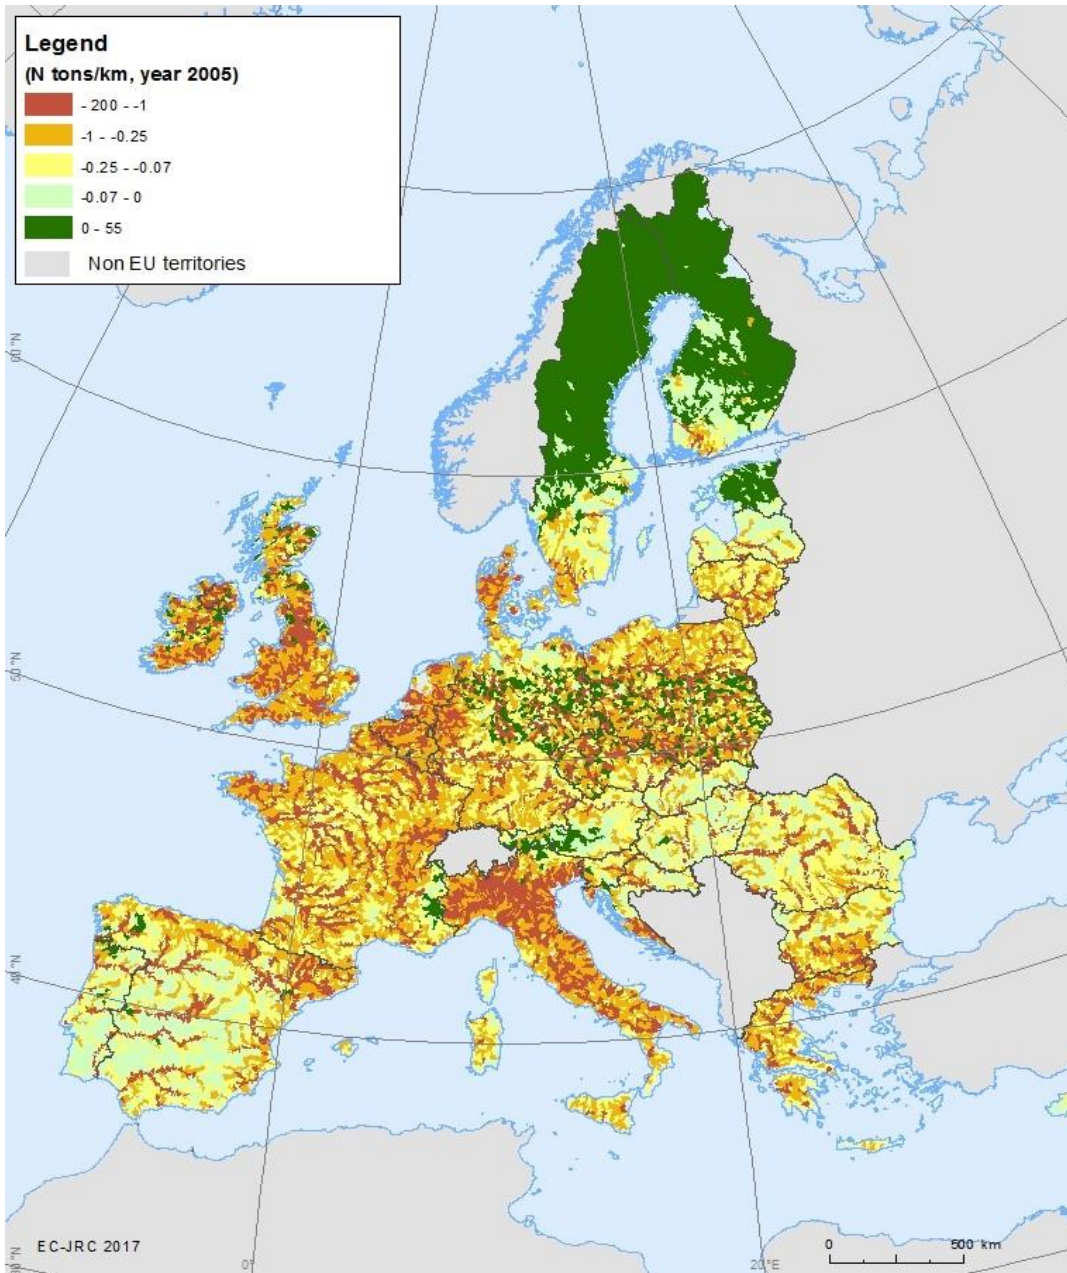 Legend
(N tons/km, year 2005)
- 200 - -1
-1 - -0.25
-0.25 - -0.07
-0.07 - 0
0 - 55
Non EU territories
60°N
50°N
40°N
EC-JRC 2017
0°
20°E
0 500 km